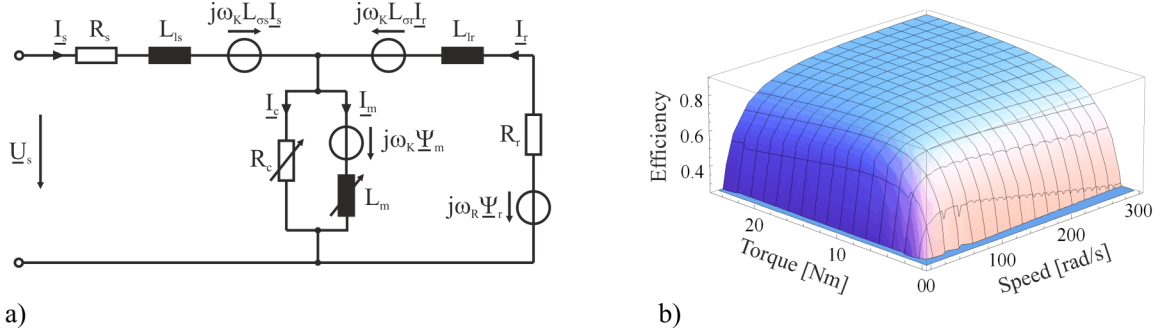 jω_K L_σs I_s
jω_K L_σr I_r
I_s
R_s
L_ls
L_lr
I_r
I_c
I_m
R_c
jω_K Ψ_m
L_m
R_r
jω_R Ψ_r
U_s
a)
Efficiency
0.8
0.6
0.4
20
10
0
Torque [Nm]
0
100
200
300
Speed [rad/s]
b)